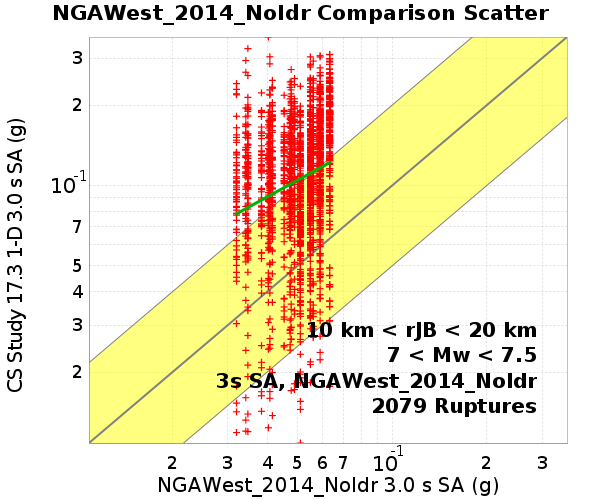 NGAWest_2014_NoIdr Comparison Scatter
CS Study 17.3 1-D 3.0 s SA (g)
3
2
10-1
7
5
4
3
2
10 km < rJB < 20 km
7 < Mw < 7.5
3s SA, NGAWest_2014_NoIdr
2079 Ruptures
2 3 4 5 6 7 10-1 2 3
NGAWest_2014_NoIdr 3.0 s SA (g)